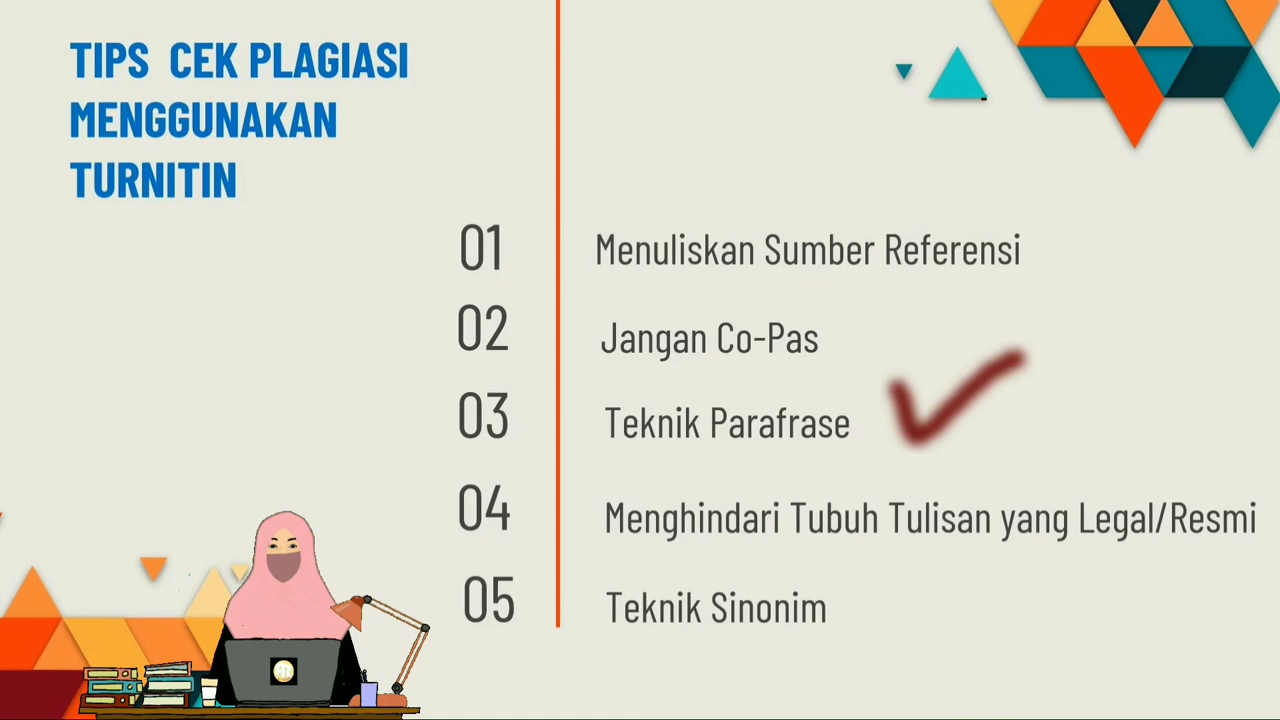 TIPS CEK PLAGIASI
MENGGUNAKAN
TURNITIN
01 Menuliskan Sumber Referensi
02 Jangan Co-Pas
03 Teknik Parafrase
04 Menghindari Tubuh Tulisan yang Legal/Resmi
05 Teknik Sinonim